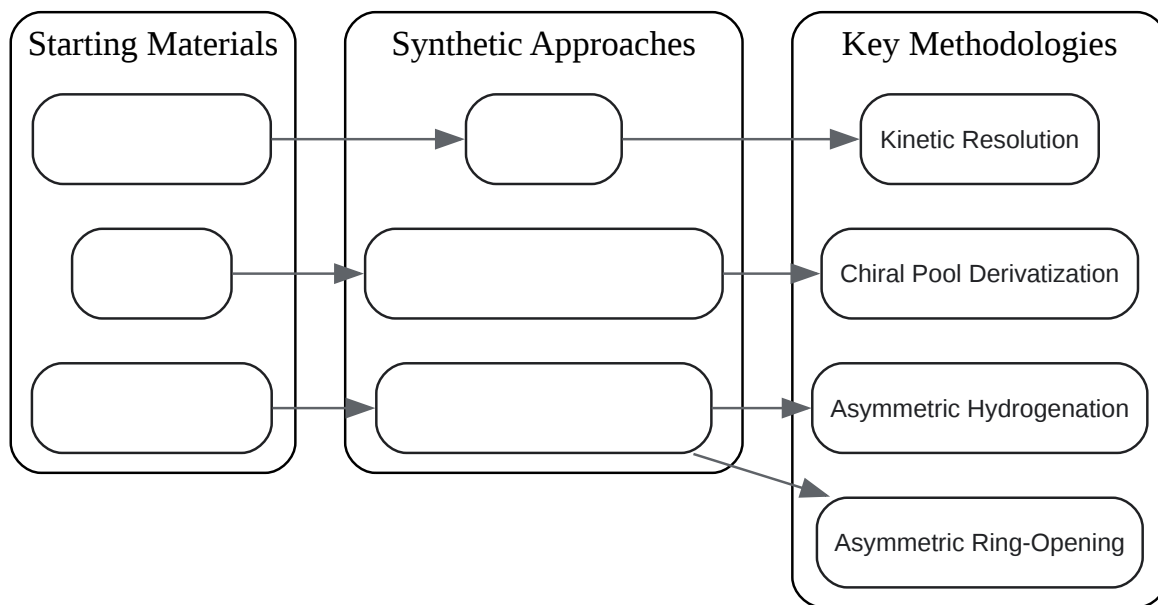 Starting Materials
Synthetic Approaches
Key Methodologies
Kinetic Resolution
Chiral Pool Derivatization
Asymmetric Hydrogenation
Asymmetric Ring-Opening